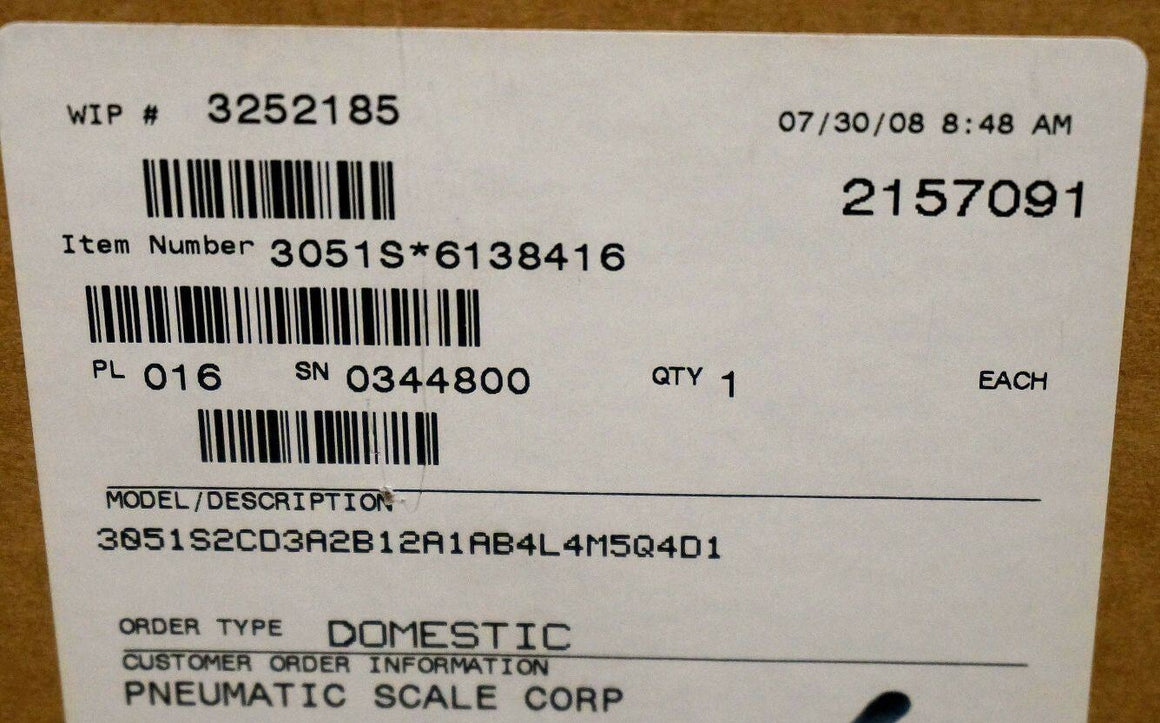 WIP # 3252185
07/30/08 8:48 AM
2157091
Item Number 3051S*6138416
PL 016 SN 0344800 QTY 1 EACH
MODEL/DESCRIPTION
3051S2CD3A2B12A1AB4L4M5Q4D1
ORDER TYPE DOMESTIC
CUSTOMER ORDER INFORMATION
PNEUMATIC SCALE CORP